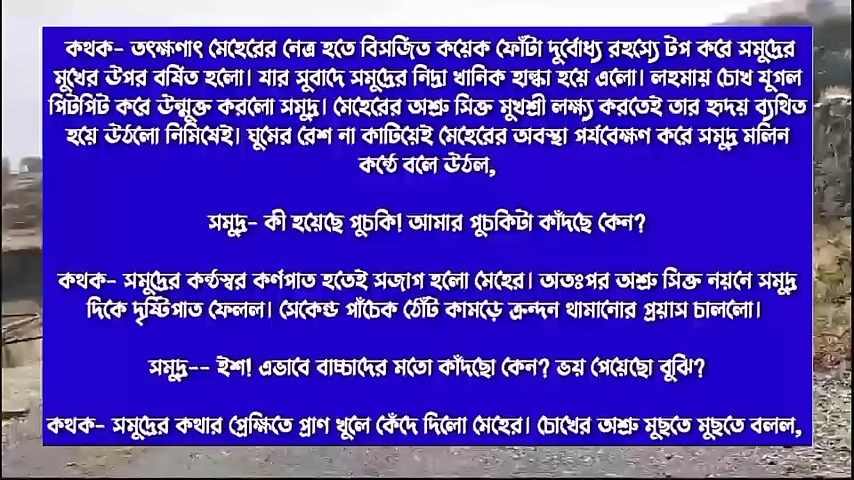 কথক- তৎক্ষণাৎ মেহেরের নেত্র হতে বিসর্জিত কয়েক ফোঁটা দুর্বোধ্য রহস্যে টপ করে সমুদ্রের
মুখের উপর বর্ষিত হলো। যার সুবাদে সমুদ্রের নিদ্রা খানিক হাল্কা হয়ে এলো। লহমায় চোখ যুগল
পিটপিট করে উন্মুক্ত করলো সমুদ্র। মেহেরের অশ্রু সিক্ত মুখশ্রী লক্ষ্য করতেই তার হৃদয় ব্যথিত
হয়ে উঠলো নিমিষেই। ঘুমের রেশ না কাটিয়েই মেহেরের অবস্থা পর্যবেক্ষণ করে সমুদ্র মলিন
কন্ঠে বলে উঠল,
সমুদ্র- কী হয়েছে পুচকি! আমার পুচকিটা কাঁদছে কেন?
কথক- সমুদ্রের কন্ঠস্বর কর্ণপাত হতেই সজাগ হলো মেহের। অতঃপর অশ্রু সিক্ত নয়নে সমুদ্র
দিকে দৃষ্টিপাত ফেলল। সেকেন্ড পাঁচেক ঠোঁট কামড়ে ক্রন্দন থামানোর প্রয়াস চাললো।
সমুদ্র-- ইশ! এভাবে বাচ্চাদের মতো কাঁদছো কেন? ভয় পেয়েছো বুঝি?
কথক- সমুদ্রের কথার প্রেক্ষিতে প্রাণ খুলে কেঁদে দিলো মেহের। চোখের অশ্রু মুছতে মুছতে বলল,